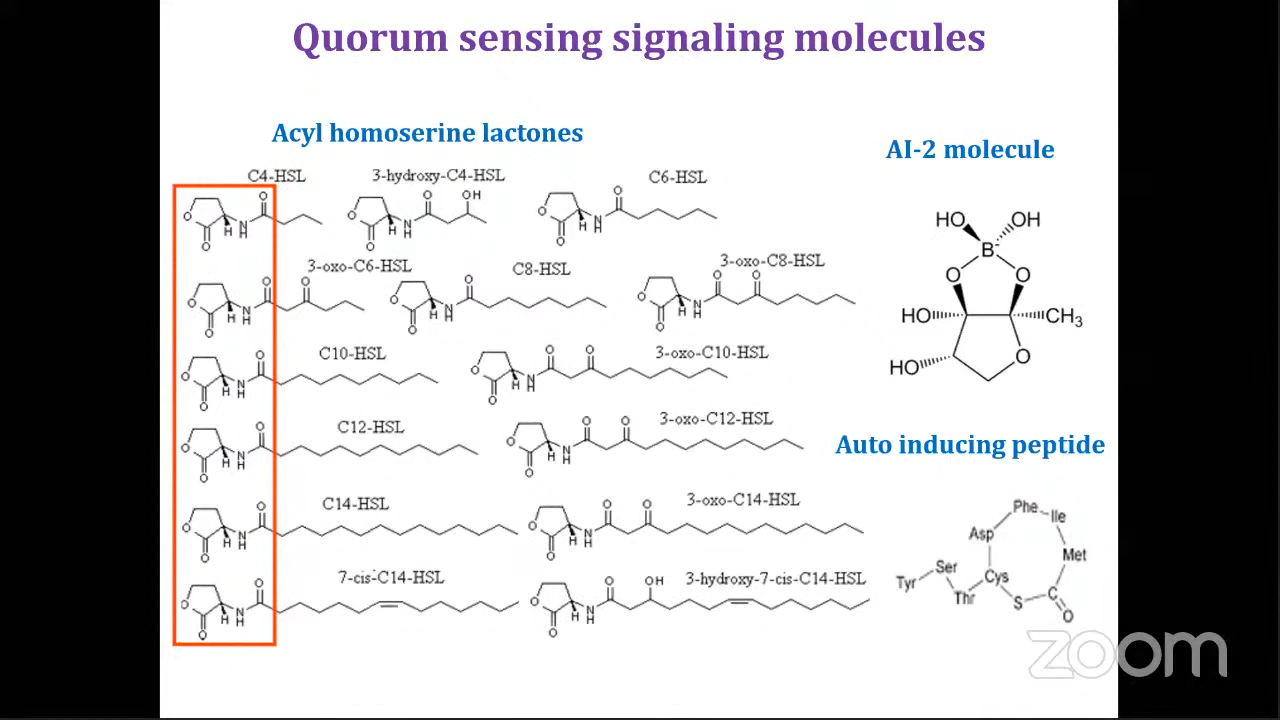 Quorum sensing signaling molecules
Acyl homoserine lactones
C4-HSL
3-hydroxy-C4-HSL
C6-HSL
O O H N H
O O OH H N H
O O H N H
3-oxo-C6-HSL
C8-HSL
3-oxo-C8-HSL
O O O H N H
O O H N H
O O O H N H
C10-HSL
3-oxo-C10-HSL
O O H N H
O O O H N H
C12-HSL
3-oxo-C12-HSL
O O H N H
O O O H N H
C14-HSL
3-oxo-C14-HSL
O O H N H
O O O H N H
7-cis-C14-HSL
3-hydroxy-7-cis-C14-HSL
O O H N H
O O OH H N H
AI-2 molecule
HO OH
B-
O O
HO CH3
HO O
Auto inducing peptide
Phe Ile
Asp
Met
Ser Cys
Tyr Thr S C
O
zoom